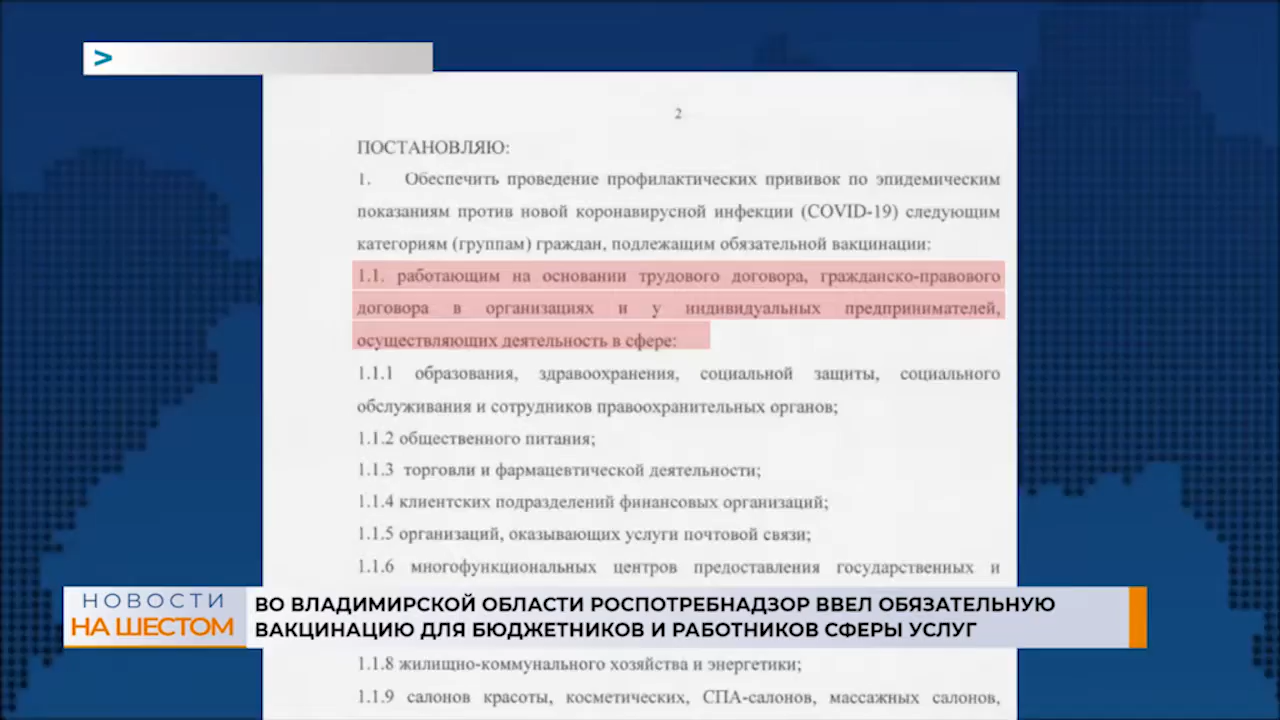 >
2
ПОСТАНОВЛЯЮ:
1. Обеспечить проведение профилактических прививок по эпидемическим
показаниям против новой коронавирусной инфекции (COVID-19) следующим
категориям (группам) граждан, подлежащим обязательной вакцинации:
1.1. работающим на основании трудового договора, гражданско-правового
договора в организациях и у индивидуальных предпринимателей,
осуществляющих деятельность в сфере:
1.1.1 образования, здравоохранения, социальной защиты, социального
обслуживания и сотрудников правоохранительных органов;
1.1.2 общественного питания;
1.1.3 торговли и фармацевтической деятельности;
1.1.4 клиентских подразделений финансовых организаций;
1.1.5 организаций, оказывающих услуги почтовой связи;
1.1.6 многофункциональных центров предоставления государственных и
НОВОСТИ
НА ШЕСТОМ
ВО ВЛАДИМИРСКОЙ ОБЛАСТИ РОСПОТРЕБНАДЗОР ВВЕЛ ОБЯЗАТЕЛЬНУЮ
ВАКЦИНАЦИЮ ДЛЯ БЮДЖЕТНИКОВ И РАБОТНИКОВ СФЕРЫ УСЛУГ
1.1.8 жилищно-коммунального хозяйства и энергетики;
1.1.9 салонов красоты, косметических, СПА-салонов, массажных салонов,